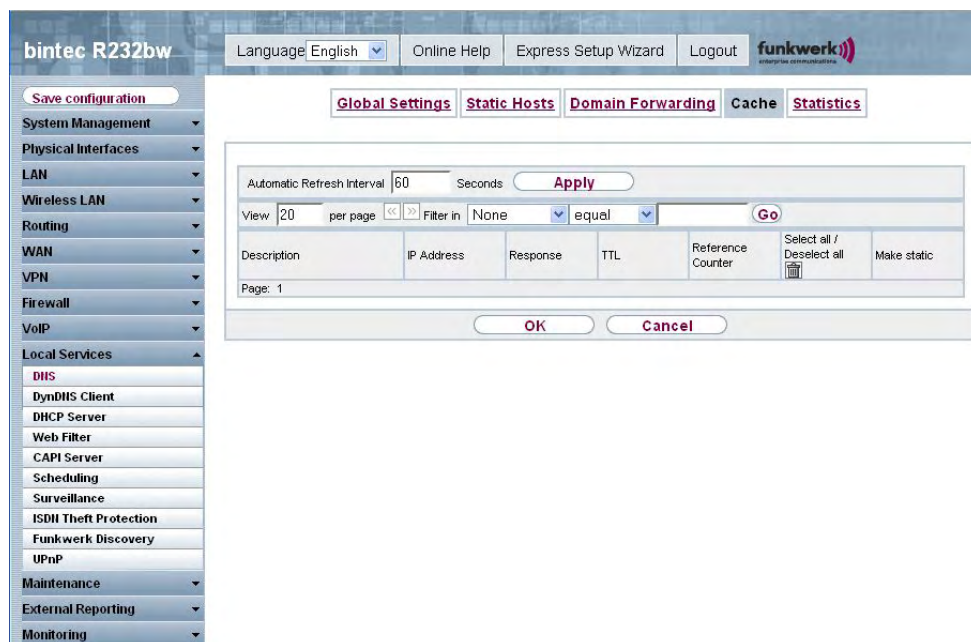 bintec R232bw
Language English Online Help Express Setup Wizard Logout funkwerk
enterprise communications
Save configuration
System Management
Physical Interfaces
LAN
Wireless LAN
Routing
WAN
VPN
Firewall
VoIP
Local Services
DNS
DynDNS Client
DHCP Server
Web Filter
CAPI Server
Scheduling
Surveillance
ISDN Theft Protection
Funkwerk Discovery
UPnP
Maintenance
External Reporting
Monitoring
Global Settings Static Hosts Domain Forwarding Cache Statistics
Automatic Refresh Interval 60 Seconds Apply
View 20 per page << >> Filter in None equal Go
Description IP Address Response TTL Reference Counter Select all / Deselect all Make static
Page: 1
OK Cancel